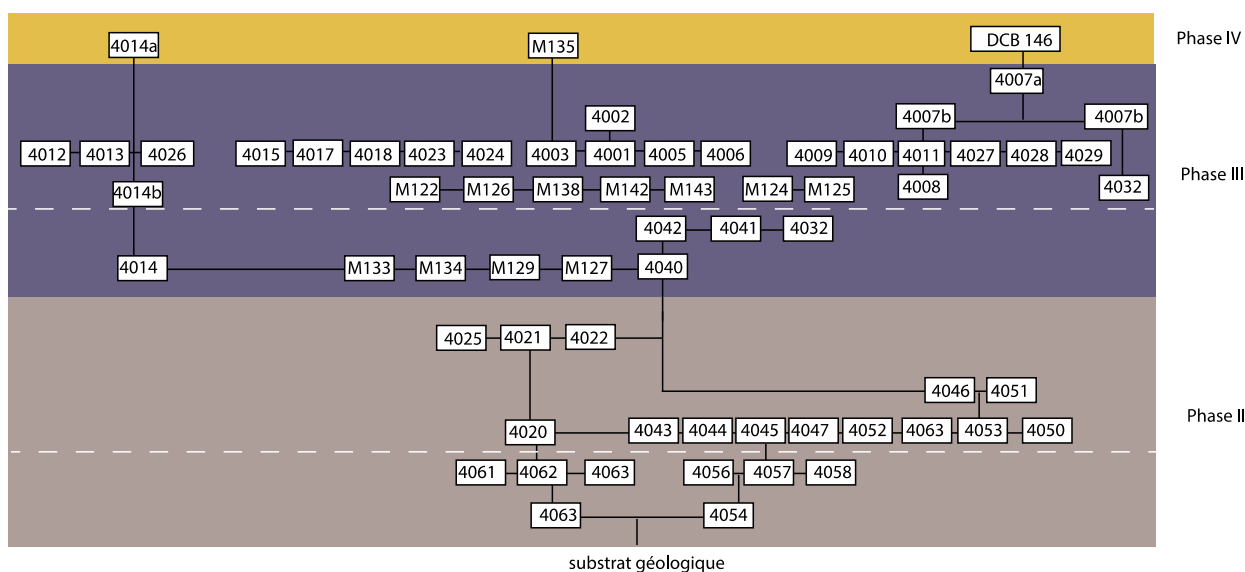 4014a M135 DCB 146 Phase IV
4007a
4002 4007b 4007b
4012 4013 4026 4015 4017 4018 4023 4024 4003 4001 4005 4006 4009 4010 4011 4027 4028 4029
Phase III
4014b M122 M126 M138 M142 M143 M124 M125 4008 4032
4042 4041 4032
4014 M133 M134 M129 M127 4040
4025 4021 4022
4046 4051
Phase II
4020 4043 4044 4045 4047 4052 4063 4053 4050
4061 4062 4063 4056 4057 4058
4063 4054
substrat géologique